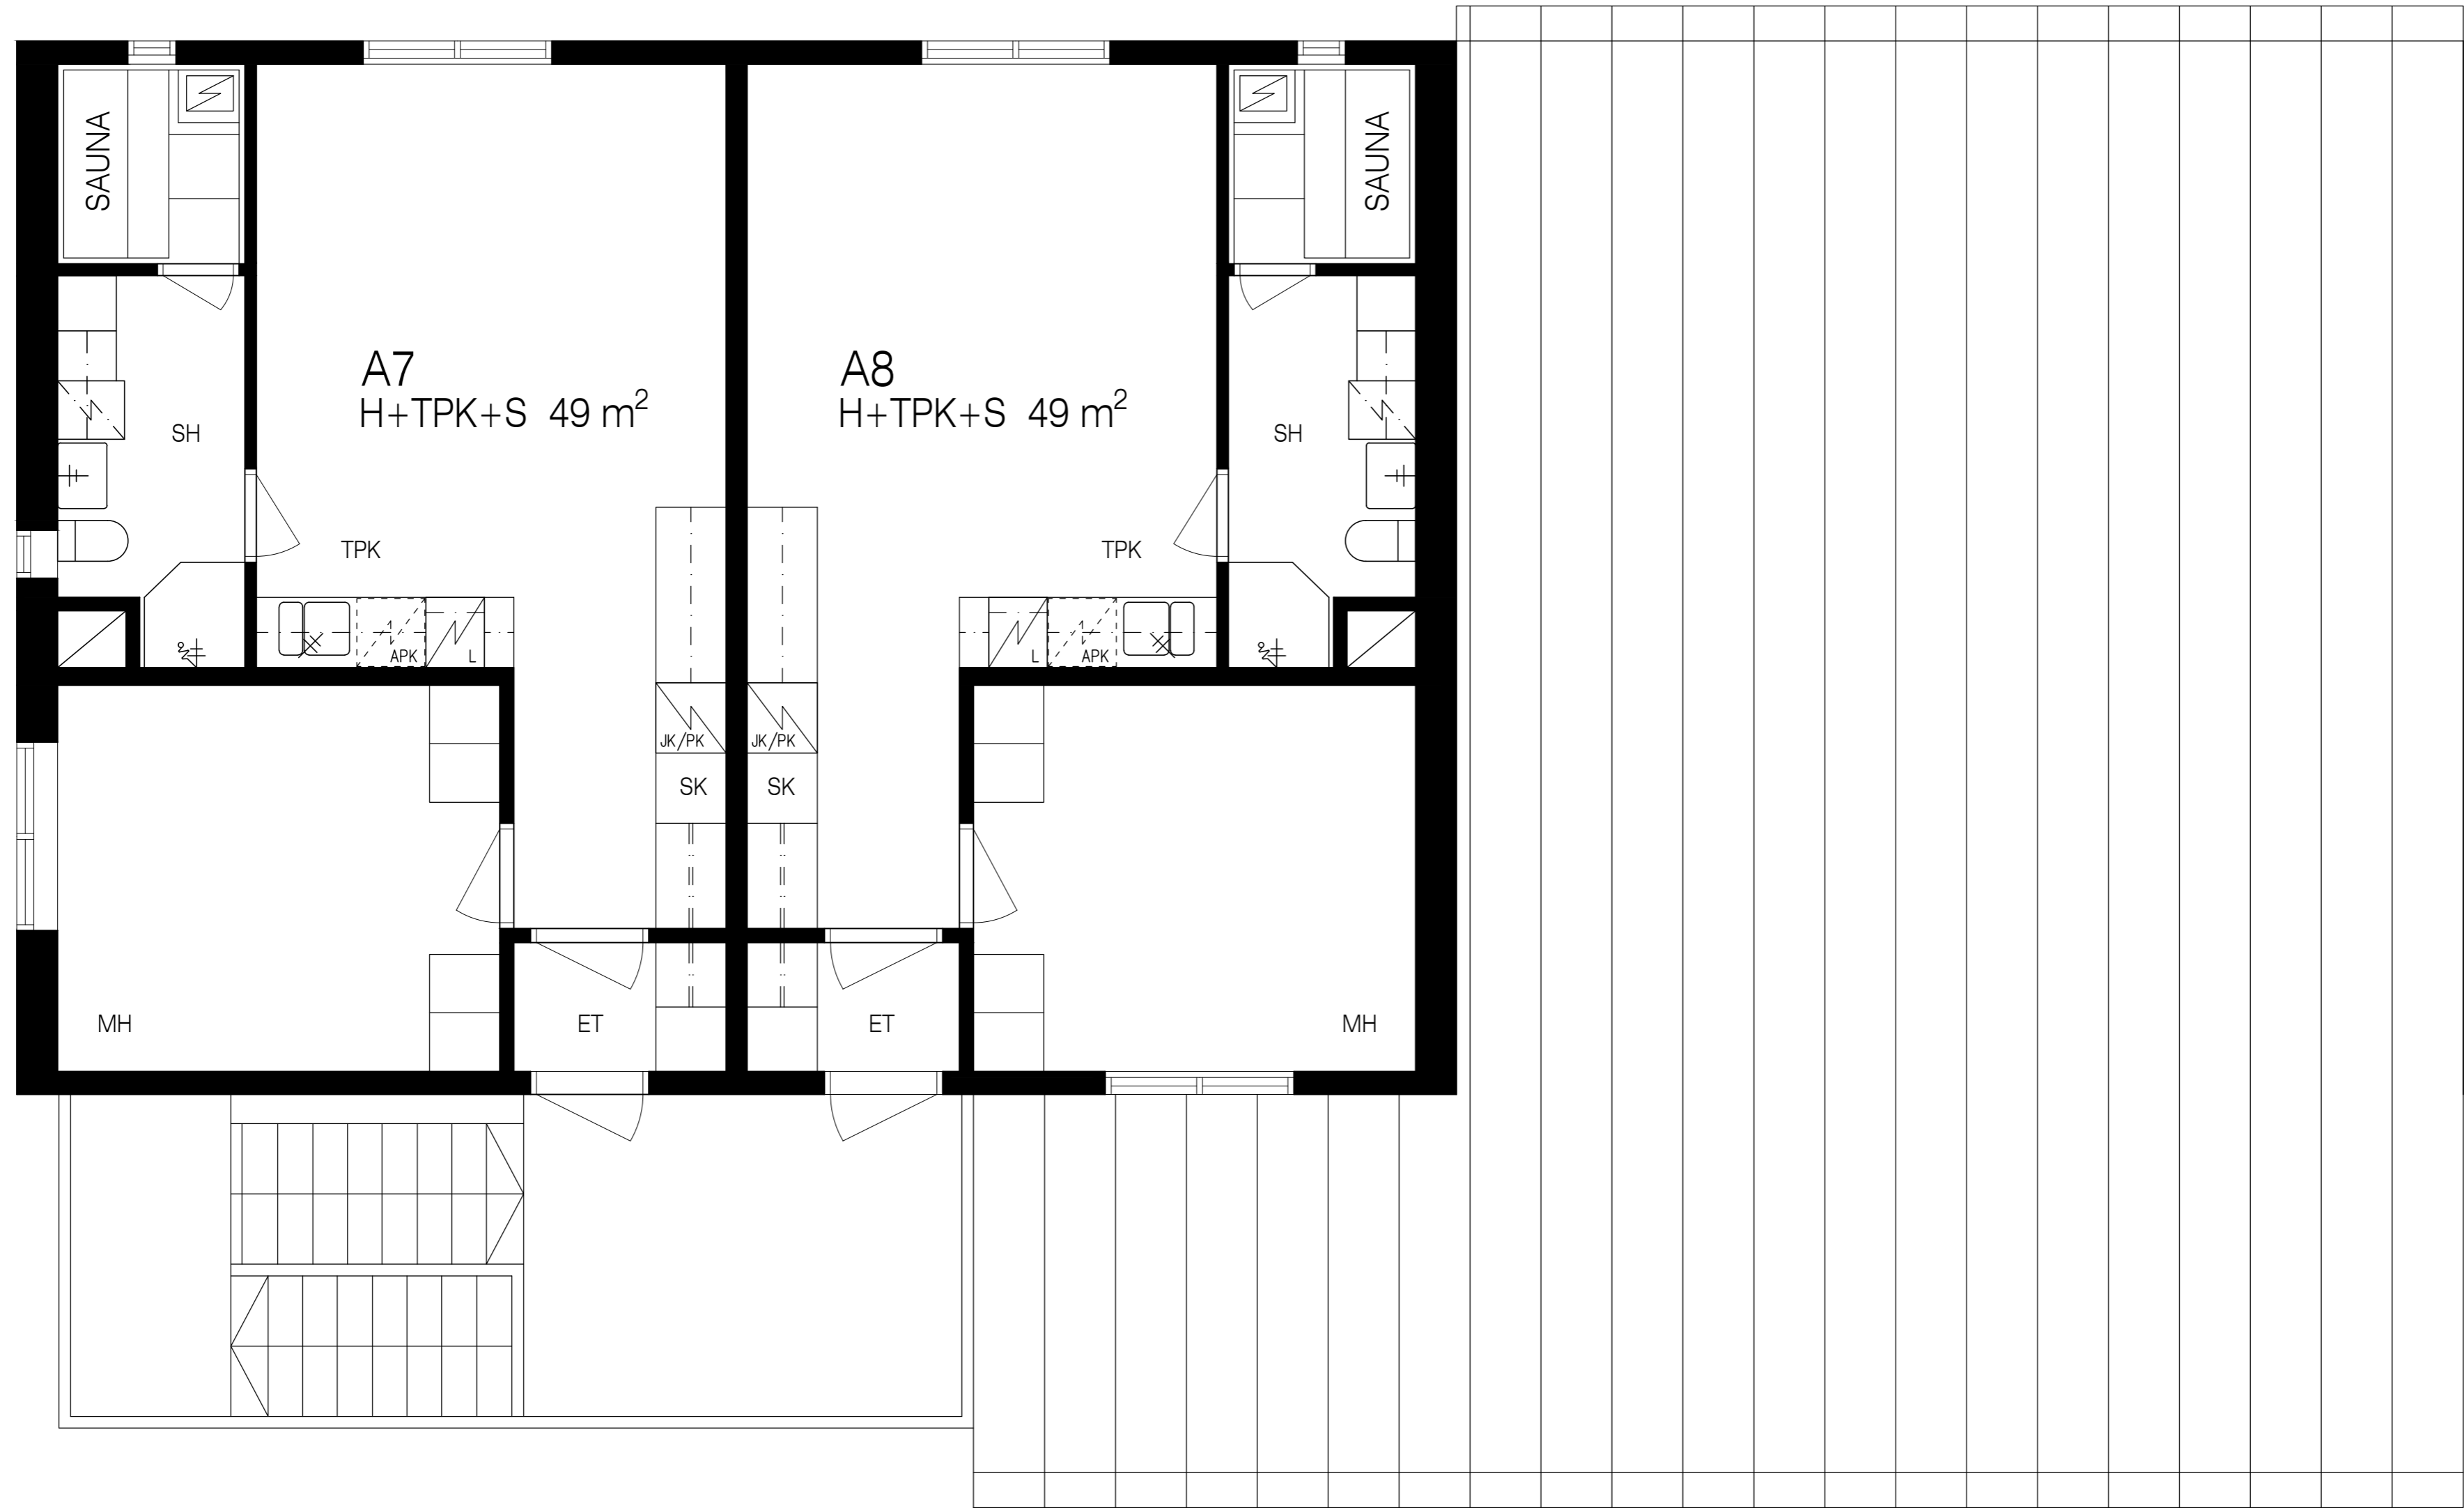 SAUNA
SAUNA
A7
H+TPK+S 49 m²
A8
H+TPK+S 49 m²
SH
SH
TPK
TPK
APK
L
L
APK
JK/PK
JK/PK
SK
SK
MH
ET
ET
MH